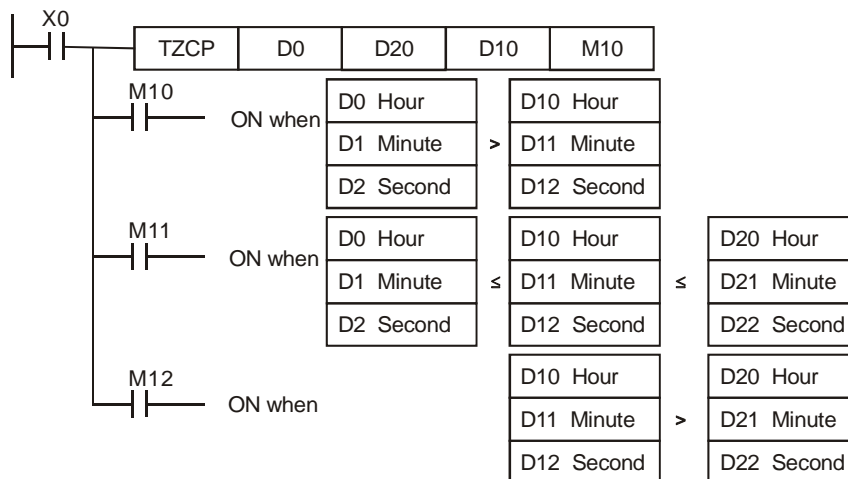 X0
TZCP D0 D20 D10 M10
M10
ON when
D0 Hour > D10 Hour
D1 Minute D11 Minute
D2 Second D12 Second
M11
ON when
D0 Hour ≤ D10 Hour ≤ D20 Hour
D1 Minute D11 Minute D21 Minute
D2 Second D12 Second D22 Second
M12
ON when
D10 Hour > D20 Hour
D11 Minute D21 Minute
D12 Second D22 Second